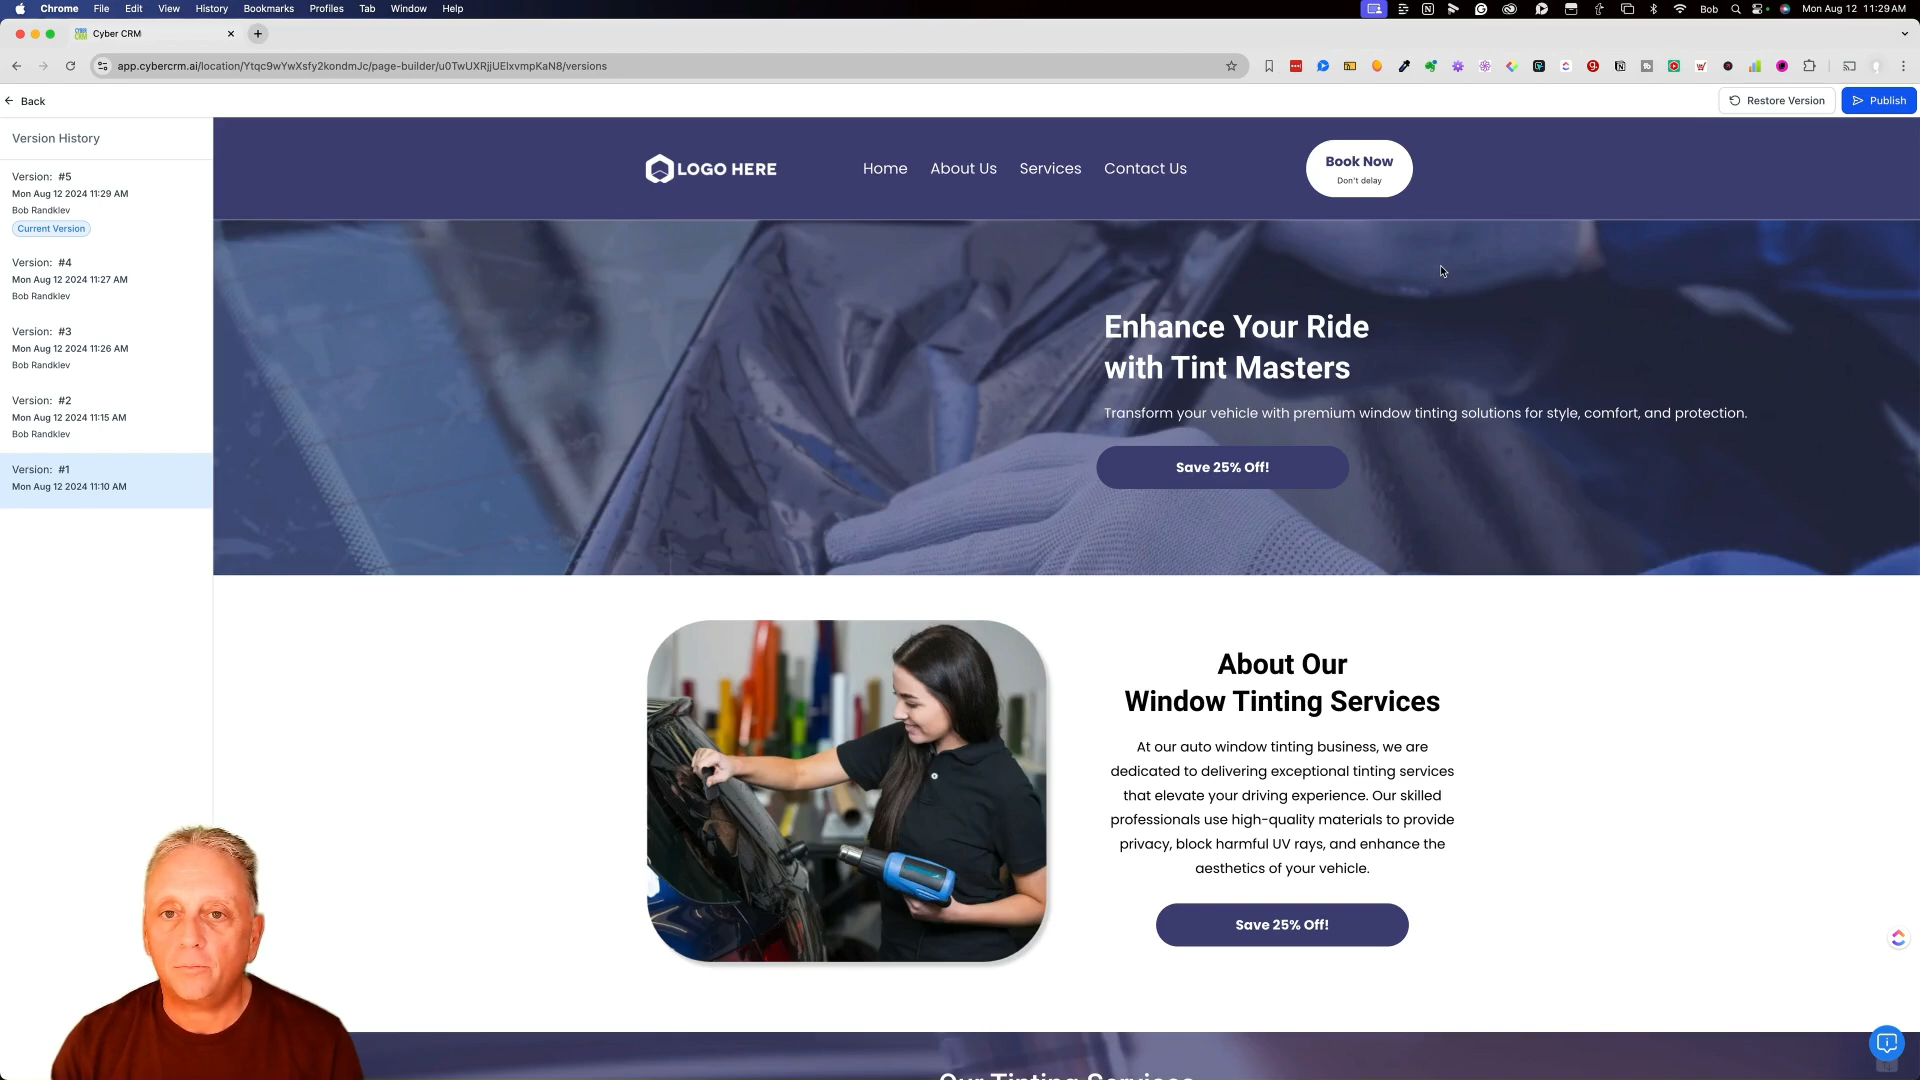 Chrome File Edit View History Bookmarks Profiles Tab Window Help
Bob Mon Aug 12 11:29 AM
Cyber CRM
app.cybercrm.ai/location/Ytqc9wYwXsfy2kondmJc/page-builder/u0TwUXRjjUElxvmpKaN8/versions
Back
Restore Version
Publish
Version History
Version: #5
Mon Aug 12 2024 11:29 AM
Bob Randklev
Current Version
Version: #4
Mon Aug 12 2024 11:27 AM
Bob Randklev
Version: #3
Mon Aug 12 2024 11:26 AM
Bob Randklev
Version: #2
Mon Aug 12 2024 11:15 AM
Bob Randklev
Version: #1
Mon Aug 12 2024 11:10 AM
LOGO HERE
Home About Us Services Contact Us
Book Now
Don't delay
Enhance Your Ride
with Tint Masters
Transform your vehicle with premium window tinting solutions for style, comfort, and protection.
Save 25% Off!
About Our
Window Tinting Services
At our auto window tinting business, we are
dedicated to delivering exceptional tinting services
that elevate your driving experience. Our skilled
professionals use high-quality materials to provide
privacy, block harmful UV rays, and enhance the
aesthetics of your vehicle.
Save 25% Off!
Our Tinting Services